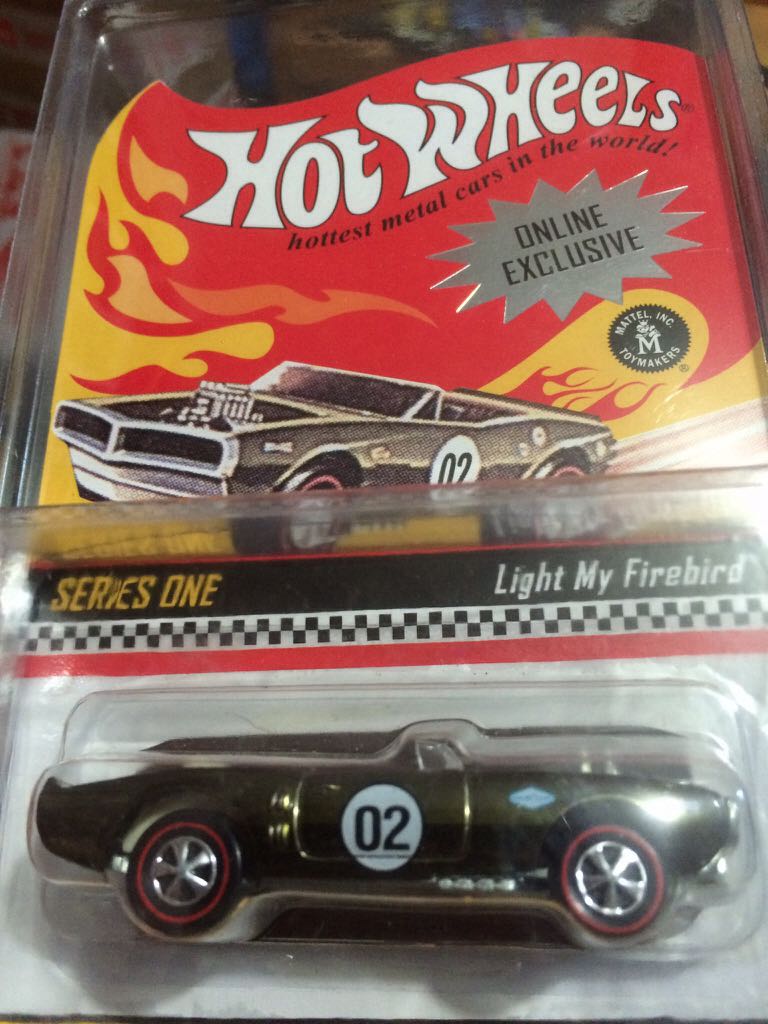 HOT WHEELS®
hottest metal cars in the world!
ONLINE
EXCLUSIVE
MATTEL, INC.
M
TOYMAKERS
®
02
SERIES ONE
Light My Firebird
02